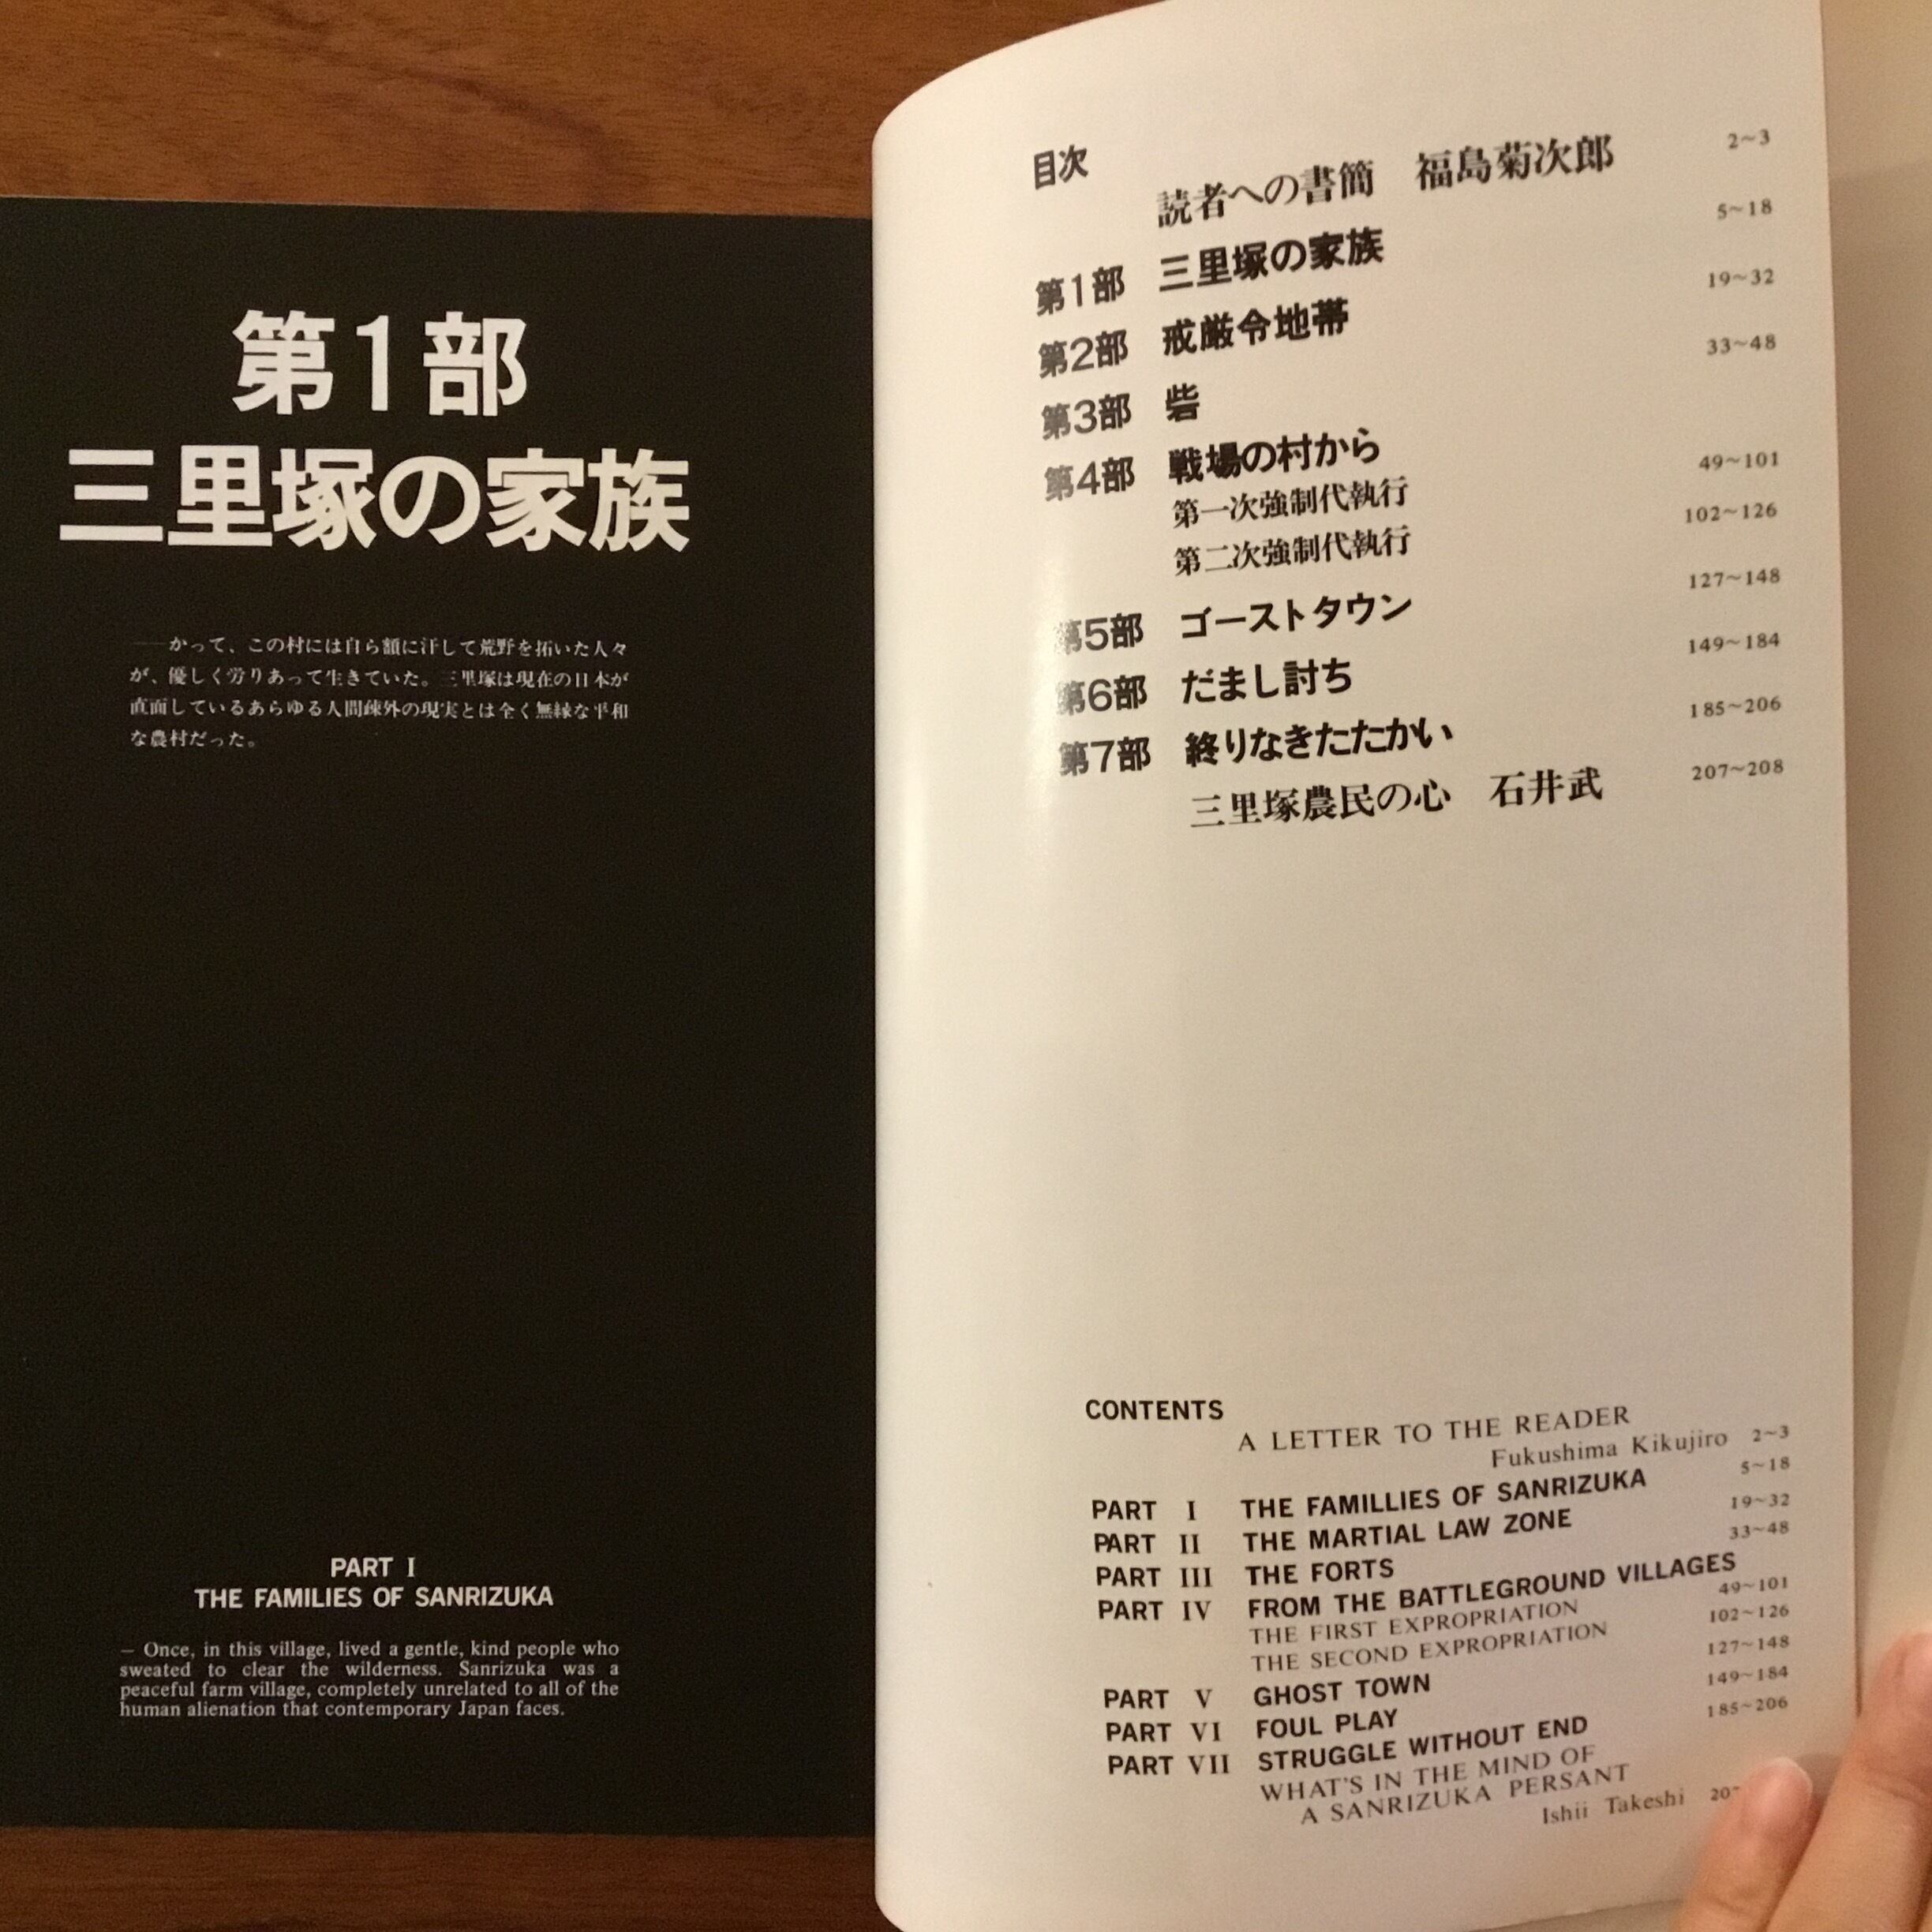 第1部
三里塚の家族
──かって、この村には自ら額に汗して荒野を拓いた人々
が、優しく労りあって生きていた。三里塚は現在の日本が
直面しているあらゆる人間疎外の現実とは全く無縁な平和
な農村だった。
PART I
THE FAMILIES OF SANRIZUKA
– Once, in this village, lived a gentle, kind people who
sweated to clear the wilderness. Sanrizuka was a
peaceful farm village, completely unrelated to all of the
human alienation that contemporary Japan faces.
目次
読者への書簡 福島菊次郎 2~3
第1部 三里塚の家族 5~18
第2部 戒厳令地帯 19~32
第3部 砦 33~48
第4部 戦場の村から
第一次強制代執行 49~101
第二次強制代執行 102~126
第5部 ゴーストタウン 127~148
第6部 だまし討ち 149~184
第7部 終りなきたたかい 185~206
三里塚農民の心 石井武 207~208
CONTENTS
A LETTER TO THE READER
Fukushima Kikujiro 2~3
PART I THE FAMILLIES OF SANRIZUKA 5~18
PART II THE MARTIAL LAW ZONE 19~32
PART III THE FORTS 33~48
PART IV FROM THE BATTLEGROUND VILLAGES
THE FIRST EXPROPRIATION 49~101
THE SECOND EXPROPRIATION 102~126
PART V GHOST TOWN 127~148
PART VI FOUL PLAY 149~184
PART VII STRUGGLE WITHOUT END 185~206
WHAT'S IN THE MIND OF
A SANRIZUKA PERSANT
Ishii Takeshi